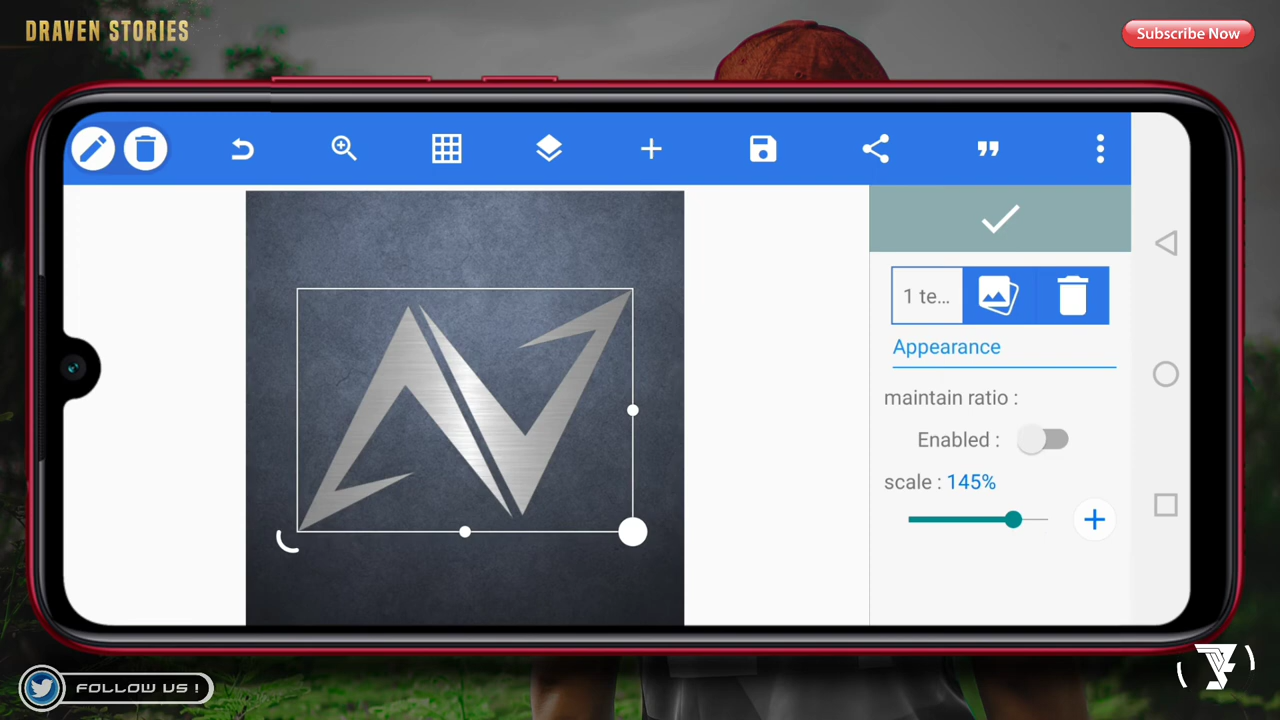 DRAVEN STORIES
Subscribe Now
1 te...
Appearance
maintain ratio :
Enabled :
scale : 145%
FOLLOW US !